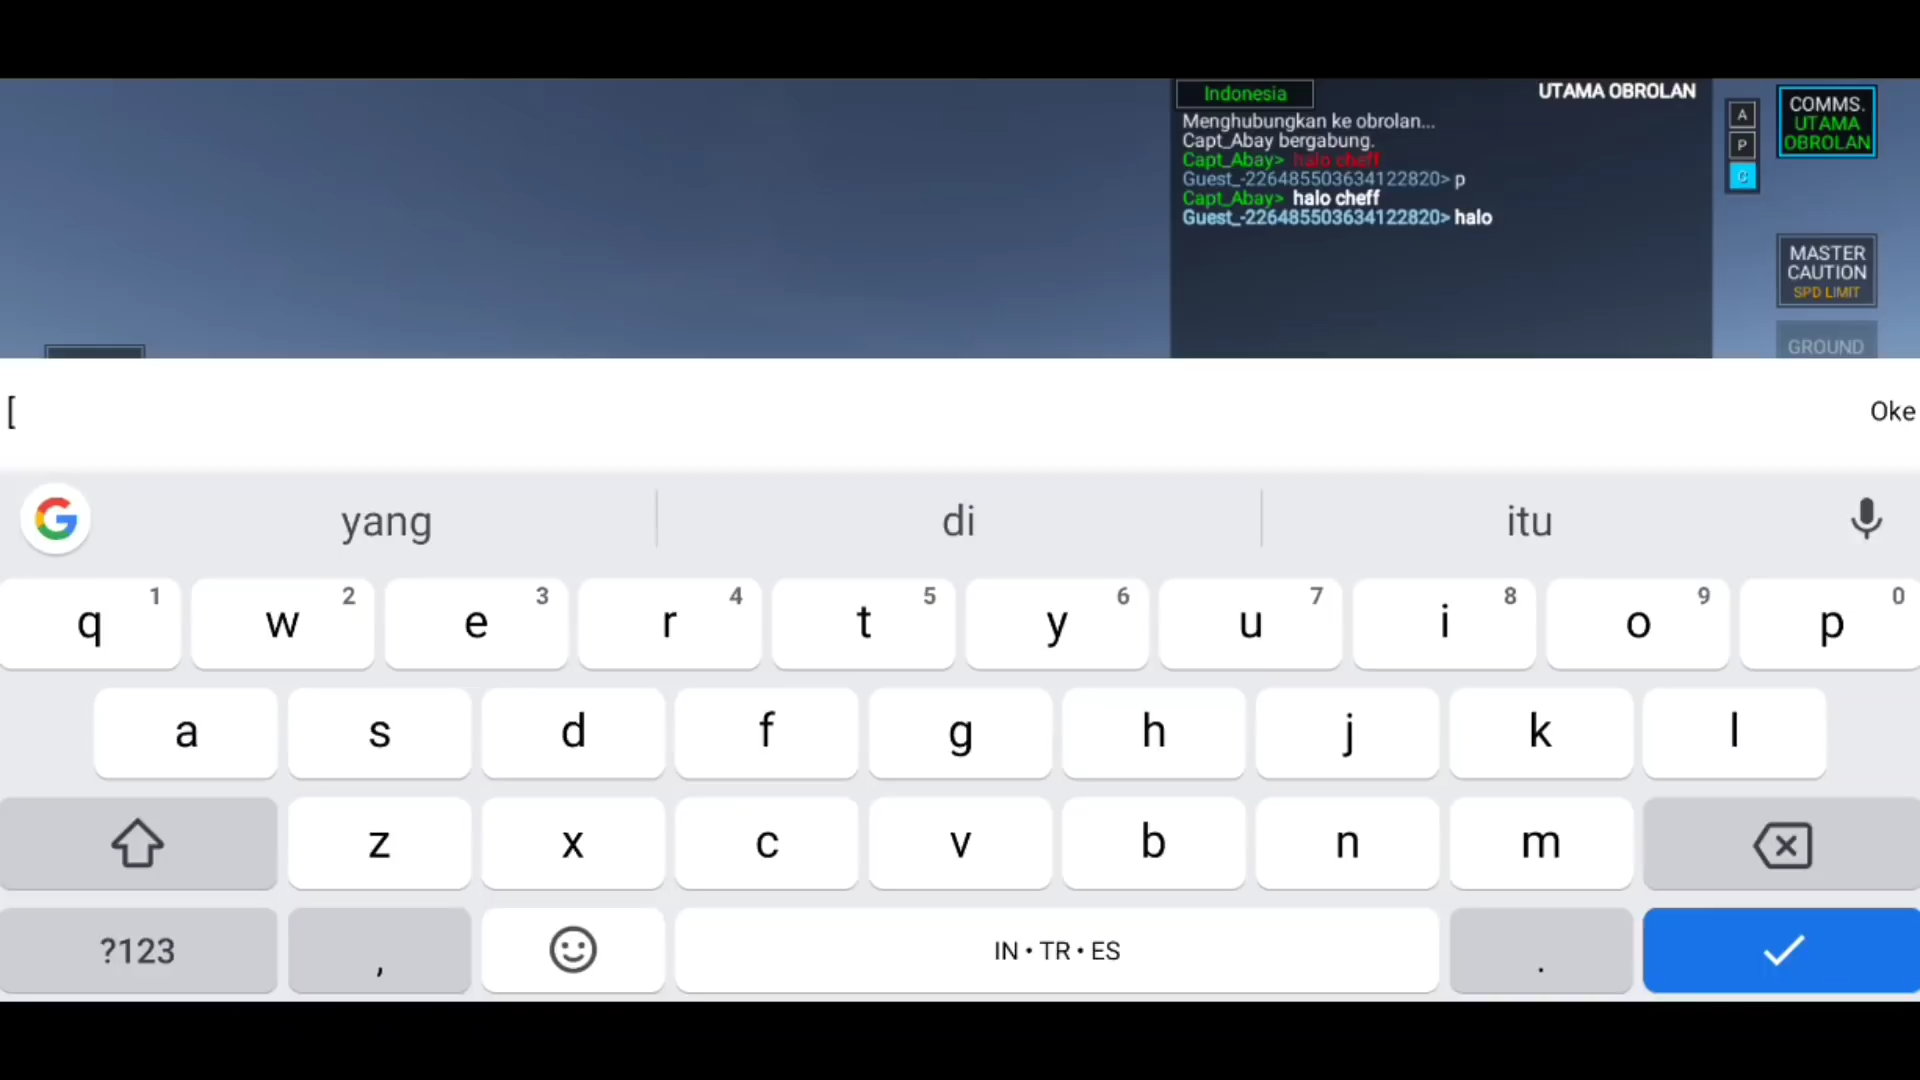 Indonesia
UTAMA OBROLAN
Menghubungkan ke obrolan...
Capt_Abay bergabung.
Capt_Abay> halo cheff
Guest_-226485503634122820> p
Capt_Abay> halo cheff
Guest_-226485503634122820> halo
A
P
C
COMMS.
UTAMA
OBROLAN
MASTER
CAUTION
SPD LIMIT
GROUND
[
Oke
yang di itu
q 1 w 2 e 3 r 4 t 5 y 6 u 7 i 8 o 9 p 0
a s d f g h j k l
z x c v b n m
?123 , IN • TR • ES .